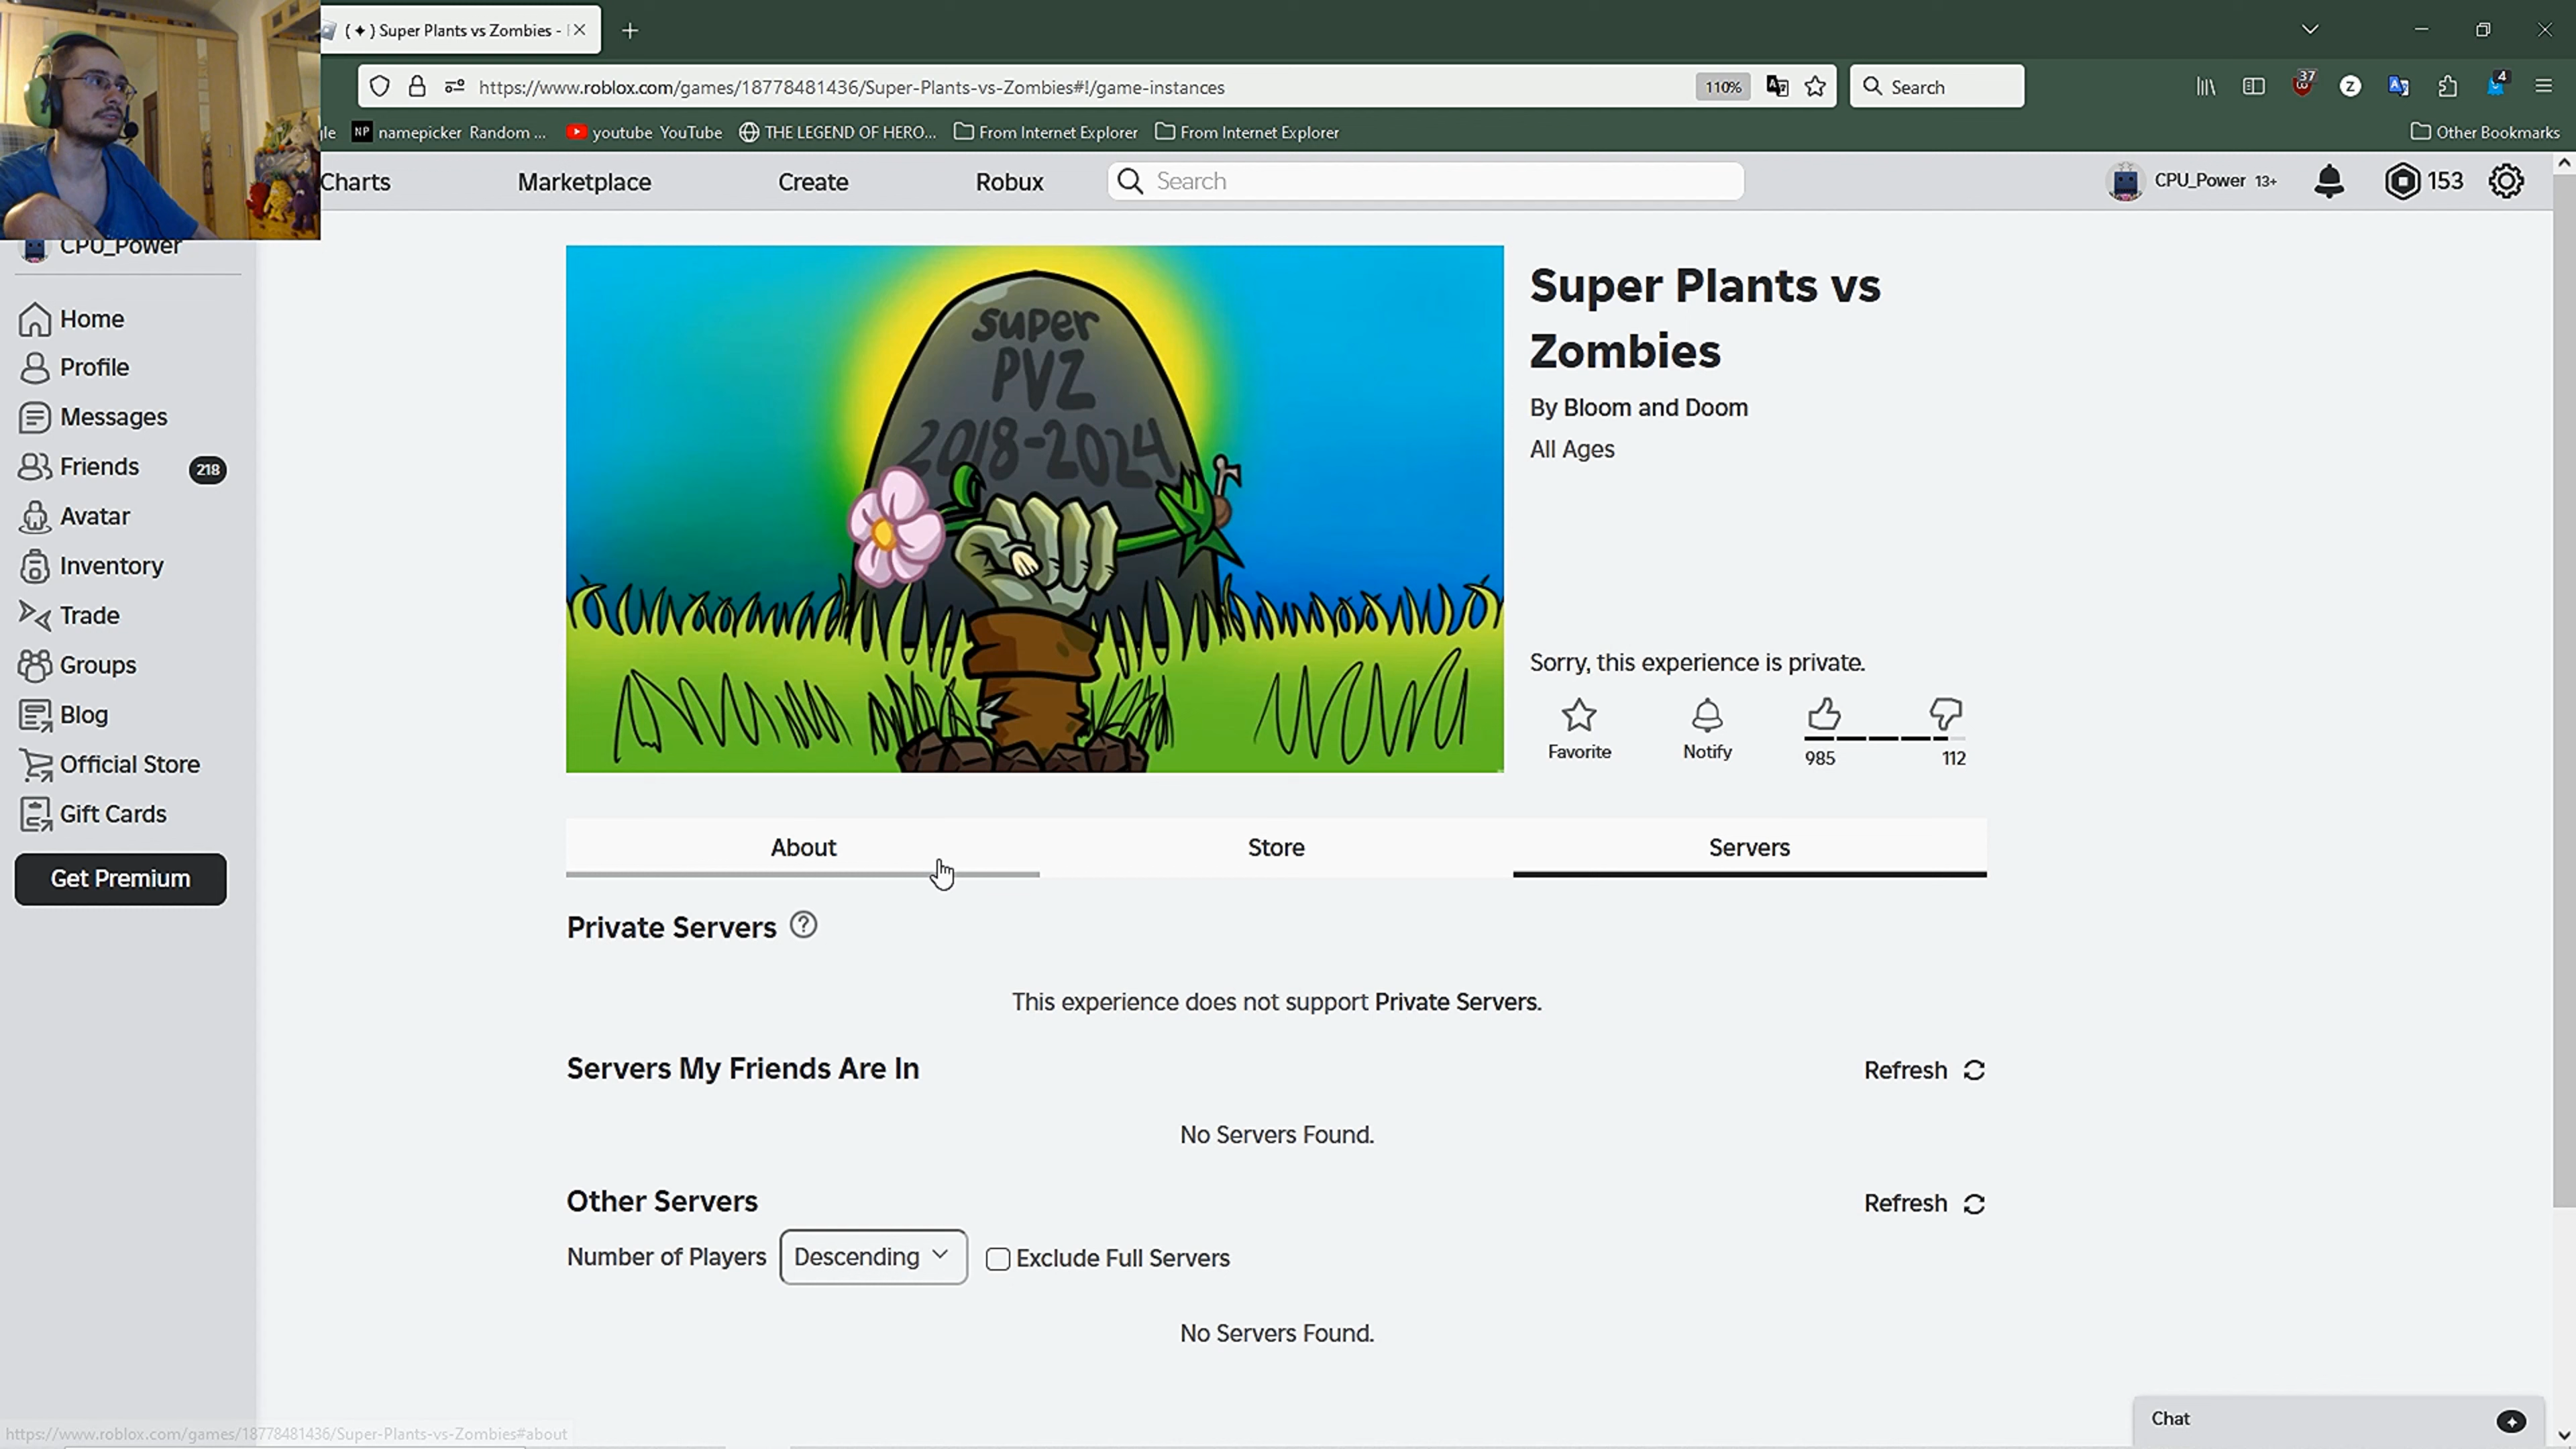 ( ✦ ) Super Plants vs Zombies -
https://www.roblox.com/games/18778481436/Super-Plants-vs-Zombies#!/game-instances
110%
Search
37
4
namepicker Random ...
youtube YouTube
THE LEGEND OF HERO...
From Internet Explorer
From Internet Explorer
Other Bookmarks
Charts
Marketplace
Create
Robux
Search
CPU_Power 13+
153
CPU_Power
Home
Profile
Messages
Friends
218
Avatar
Inventory
Trade
Groups
Blog
Official Store
Gift Cards
Get Premium
super
PVZ
2018-2024
Super Plants vs
Zombies
By Bloom and Doom
All Ages
Sorry, this experience is private.
Favorite
Notify
985
112
About
Store
Servers
Private Servers
This experience does not support Private Servers.
Servers My Friends Are In
Refresh
No Servers Found.
Other Servers
Refresh
Number of Players
Descending
Exclude Full Servers
No Servers Found.
Chat
https://www.roblox.com/games/18778481436/Super-Plants-vs-Zombies#about